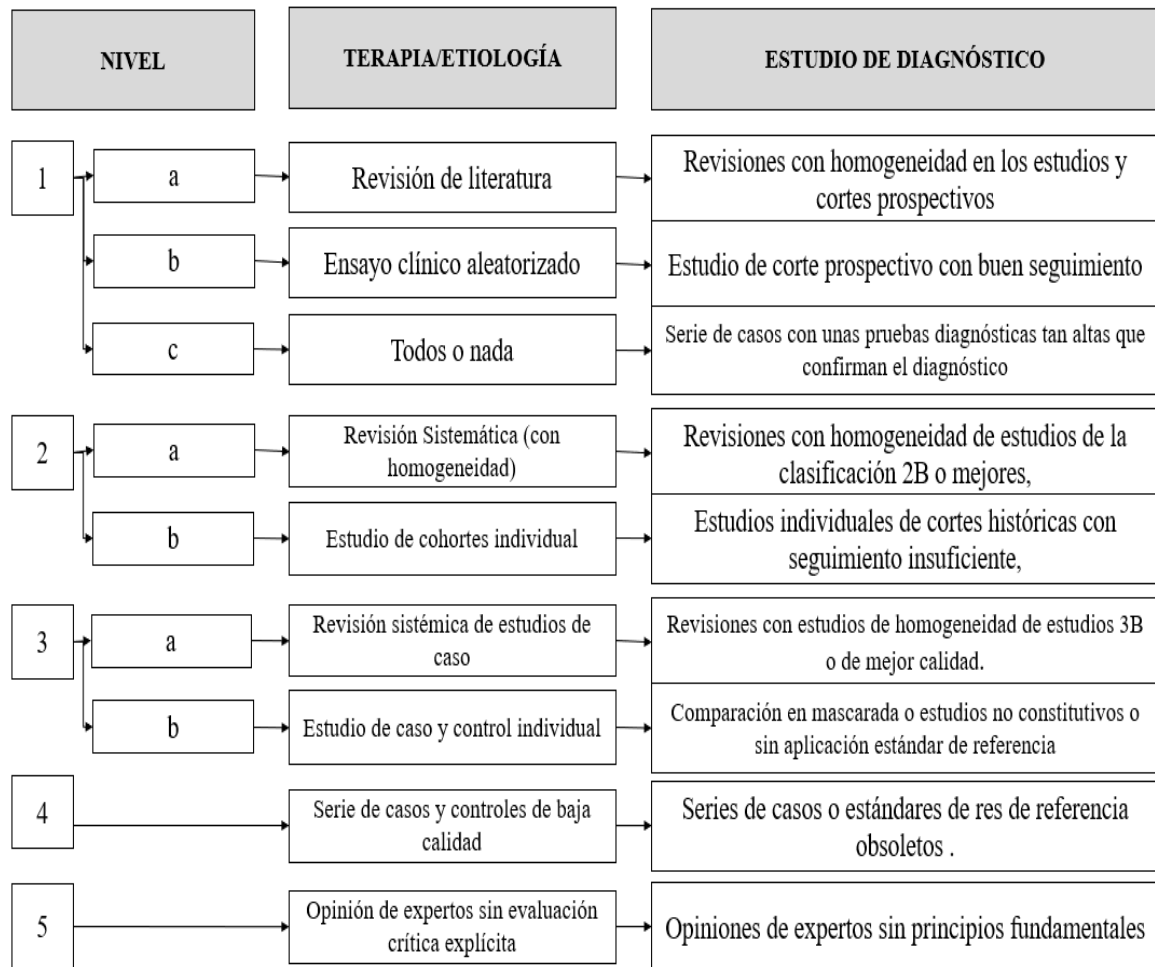 NIVEL
TERAPIA/ETIOLOGÍA
ESTUDIO DE DIAGNÓSTICO
1
a
Revisión de literatura
Revisiones con homogeneidad en los estudios y
cortes prospectivos
b
Ensayo clínico aleatorizado
Estudio de corte prospectivo con buen seguimiento
c
Todos o nada
Serie de casos con unas pruebas diagnósticas tan altas que
confirman el diagnóstico
2
a
Revisión Sistemática (con
homogeneidad)
Revisiones con homogeneidad de estudios de la
clasificación 2B o mejores,
b
Estudio de cohortes individual
Estudios individuales de cortes históricas con
seguimiento insuficiente,
3
a
Revisión sistémica de estudios de
caso
Revisiones con estudios de homogeneidad de estudios 3B
o de mejor calidad.
b
Estudio de caso y control individual
Comparación en mascarada o estudios no constitutivos o
sin aplicación estándar de referencia
4
Serie de casos y controles de baja
calidad
Series de casos o estándares de res de referencia
obsoletos .
5
Opinión de expertos sin evaluación
crítica explícita
Opiniones de expertos sin principios fundamentales